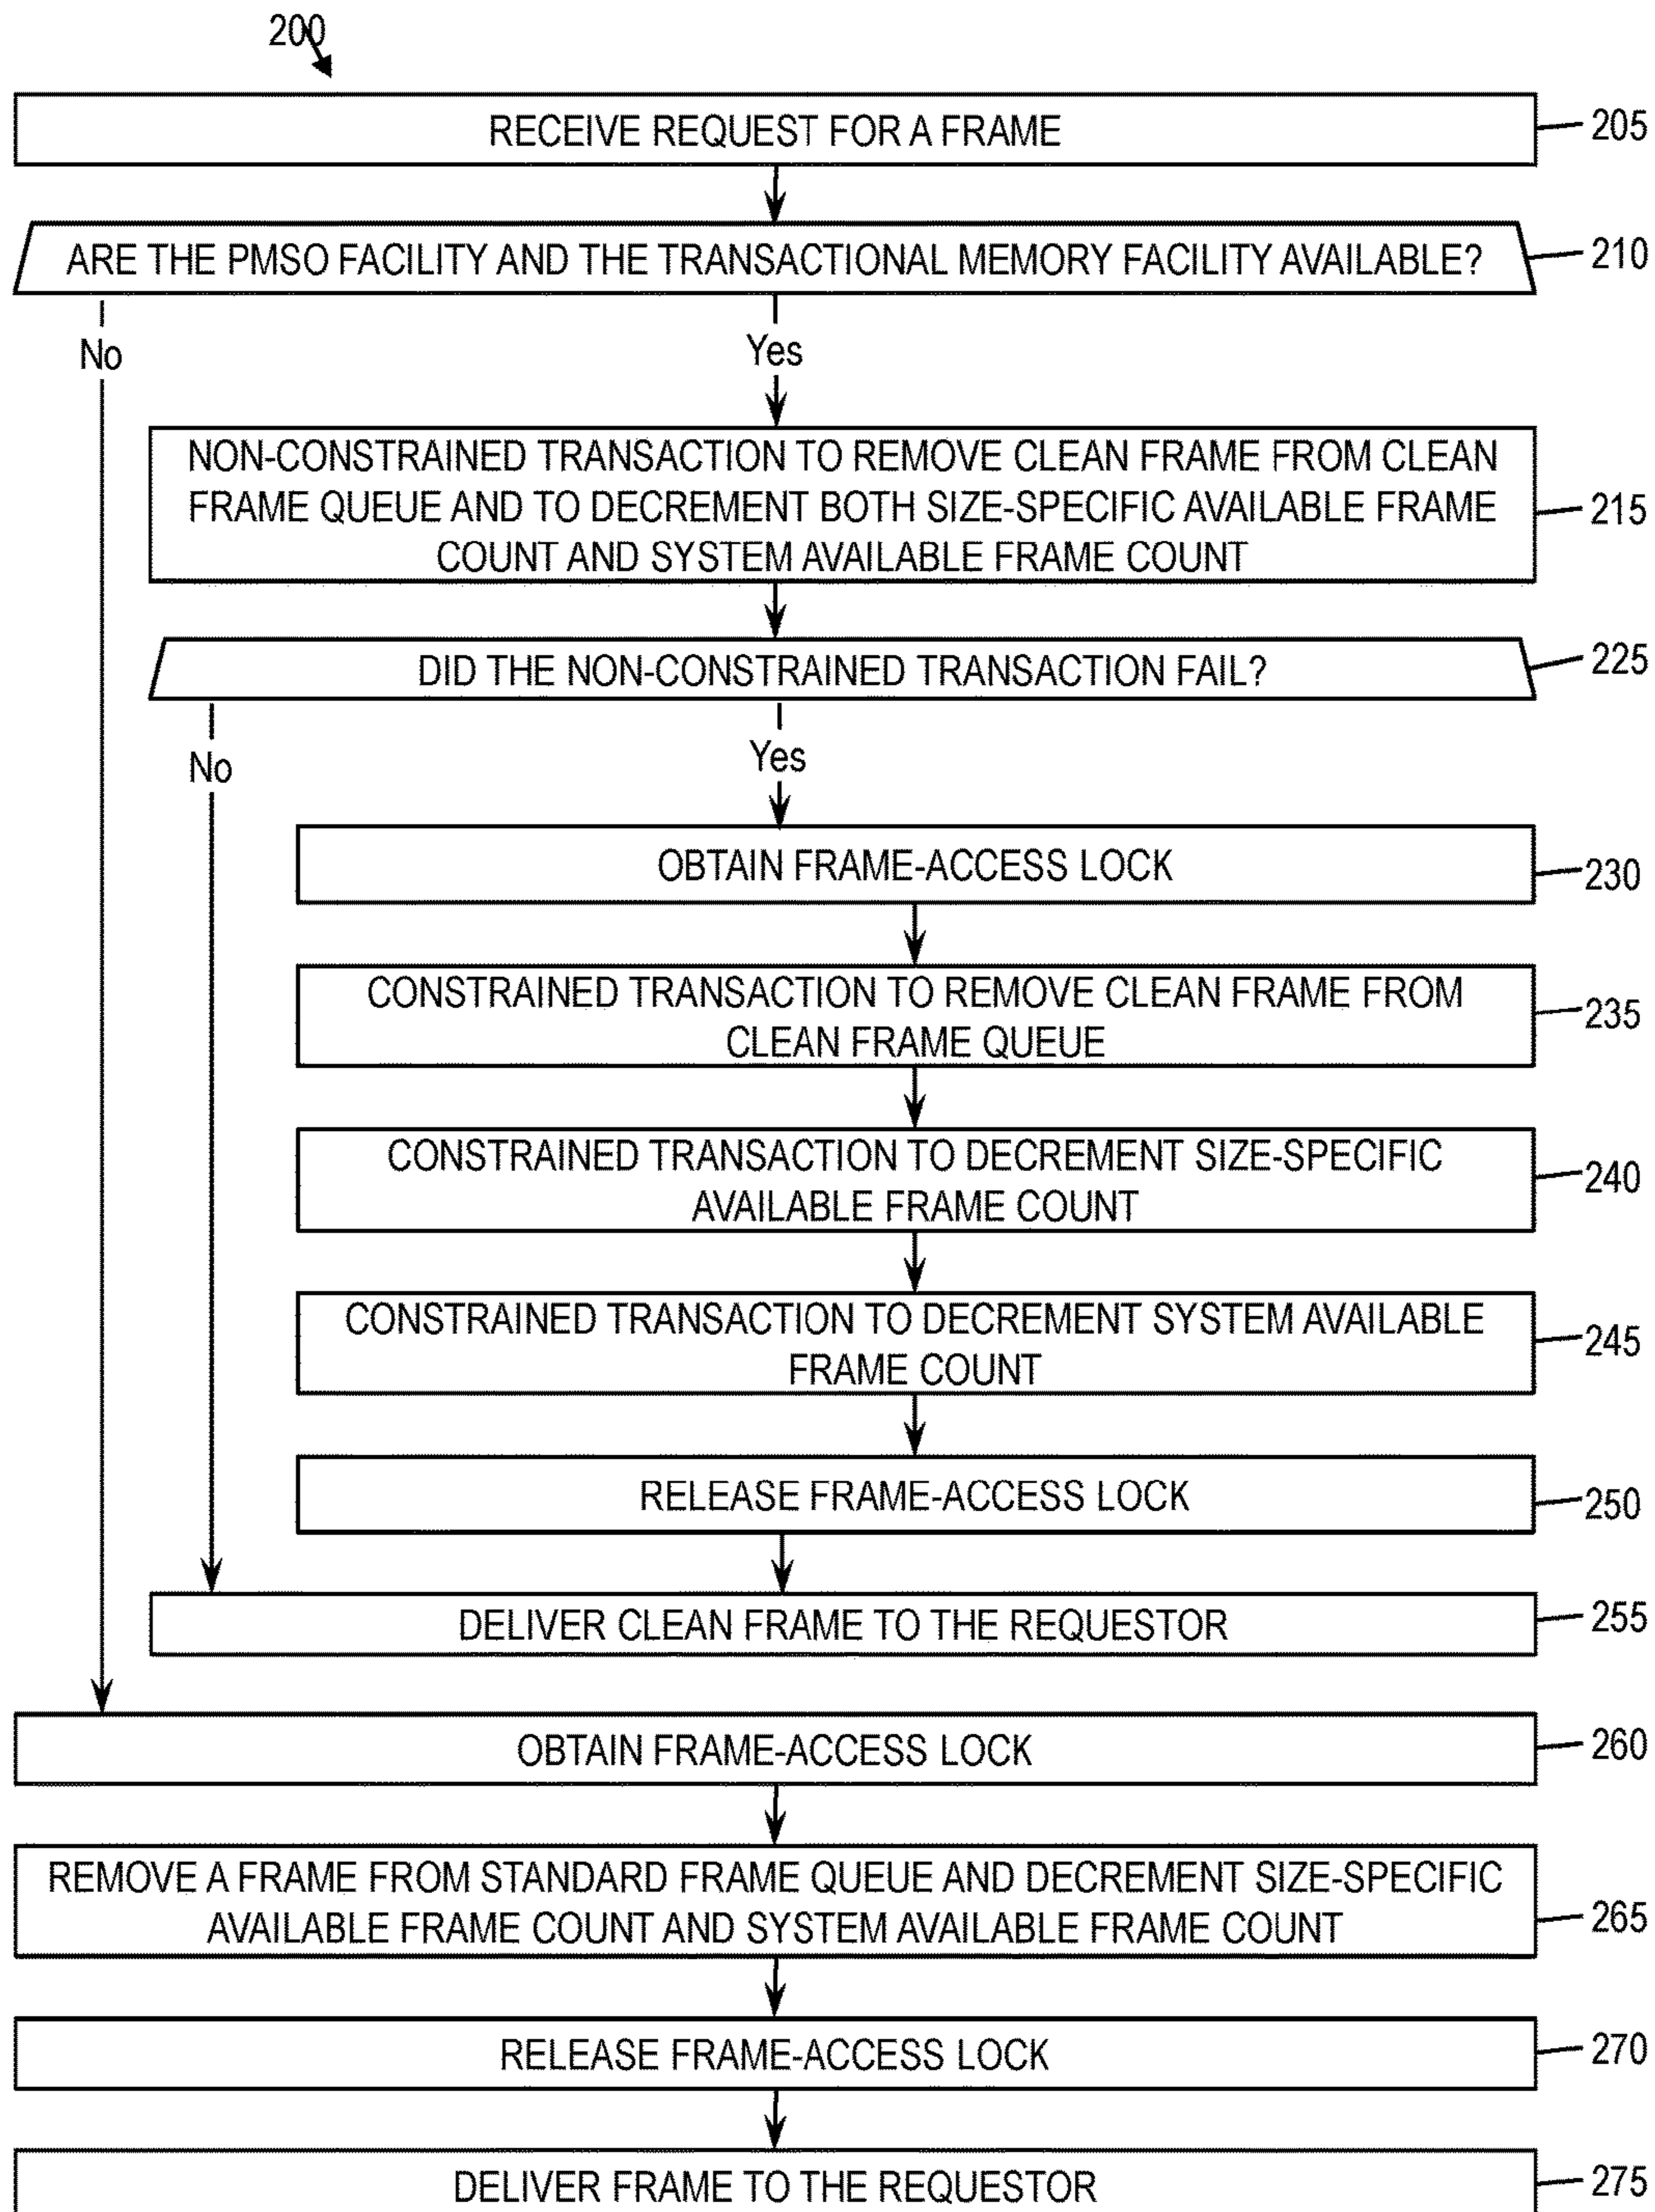 200
RECEIVE REQUEST FOR A FRAME
205
ARE THE PMSO FACILITY AND THE TRANSACTIONAL MEMORY FACILITY AVAILABLE?
210
No
Yes
NON-CONSTRAINED TRANSACTION TO REMOVE CLEAN FRAME FROM CLEAN
FRAME QUEUE AND TO DECREMENT BOTH SIZE-SPECIFIC AVAILABLE FRAME
COUNT AND SYSTEM AVAILABLE FRAME COUNT
215
DID THE NON-CONSTRAINED TRANSACTION FAIL?
225
No
Yes
OBTAIN FRAME-ACCESS LOCK
230
CONSTRAINED TRANSACTION TO REMOVE CLEAN FRAME FROM
CLEAN FRAME QUEUE
235
CONSTRAINED TRANSACTION TO DECREMENT SIZE-SPECIFIC
AVAILABLE FRAME COUNT
240
CONSTRAINED TRANSACTION TO DECREMENT SYSTEM AVAILABLE
FRAME COUNT
245
RELEASE FRAME-ACCESS LOCK
250
DELIVER CLEAN FRAME TO THE REQUESTOR
255
OBTAIN FRAME-ACCESS LOCK
260
REMOVE A FRAME FROM STANDARD FRAME QUEUE AND DECREMENT SIZE-SPECIFIC
AVAILABLE FRAME COUNT AND SYSTEM AVAILABLE FRAME COUNT
265
RELEASE FRAME-ACCESS LOCK
270
DELIVER FRAME TO THE REQUESTOR
275